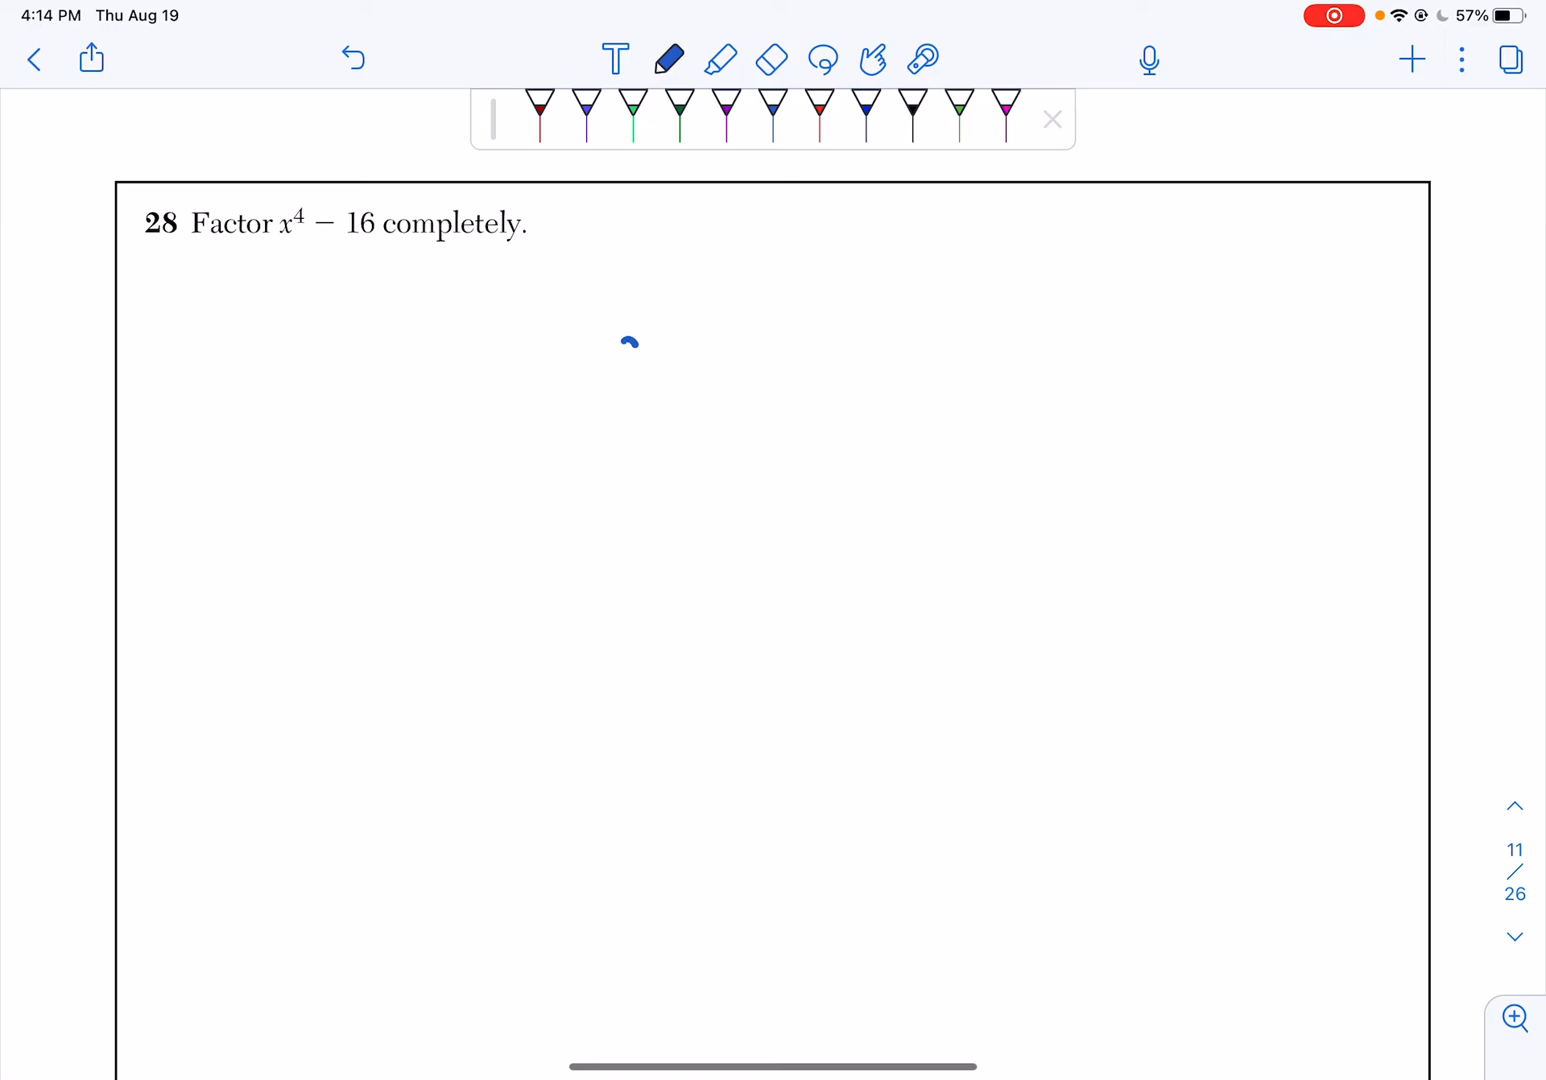 4:14 PM Thu Aug 19
57%
T
28 Factor x⁴ − 16 completely.
11
/
26